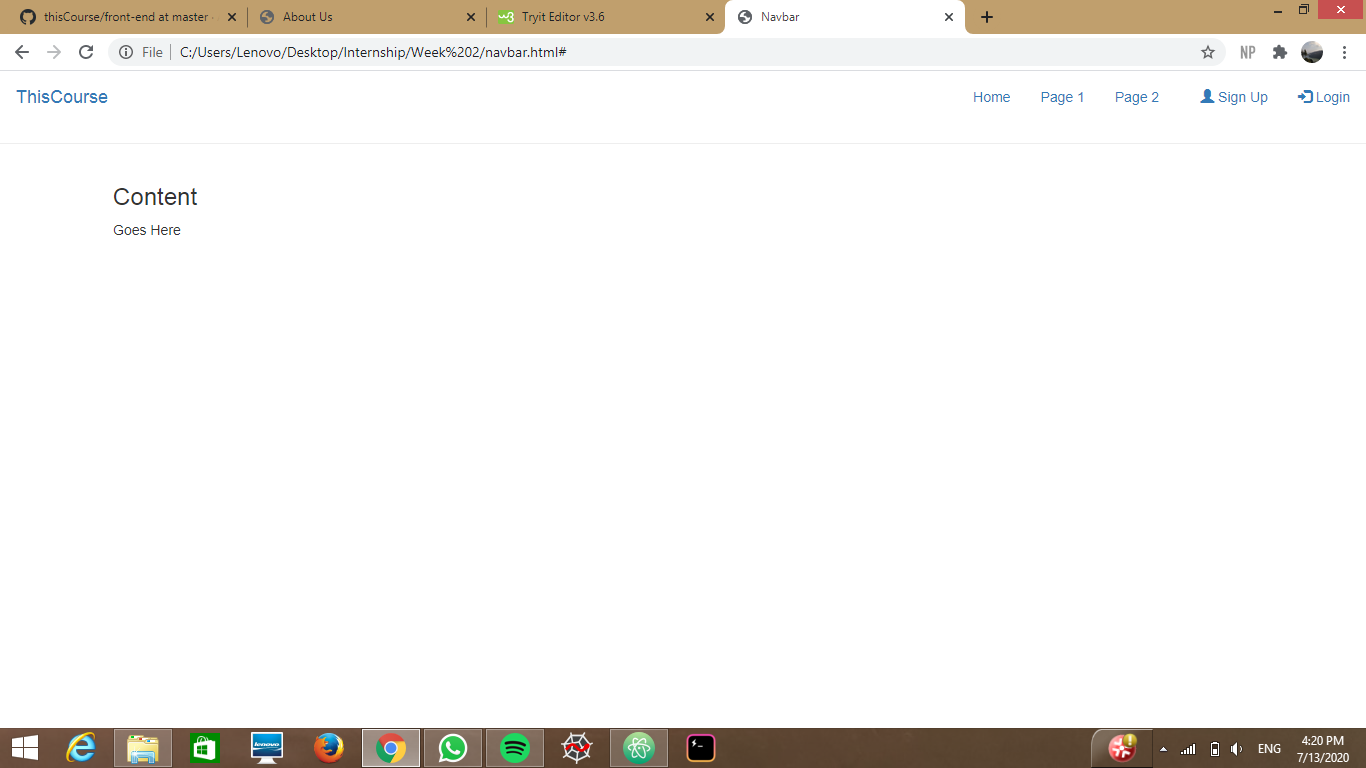 thisCourse/front-end at master
About Us
Tryit Editor v3.6
Navbar
File
C:/Users/Lenovo/Desktop/Internship/Week%202/navbar.html#
NP
ThisCourse
Home
Page 1
Page 2
Sign Up
Login
Content
Goes Here
lenovo
ENG
4:20 PM
7/13/2020